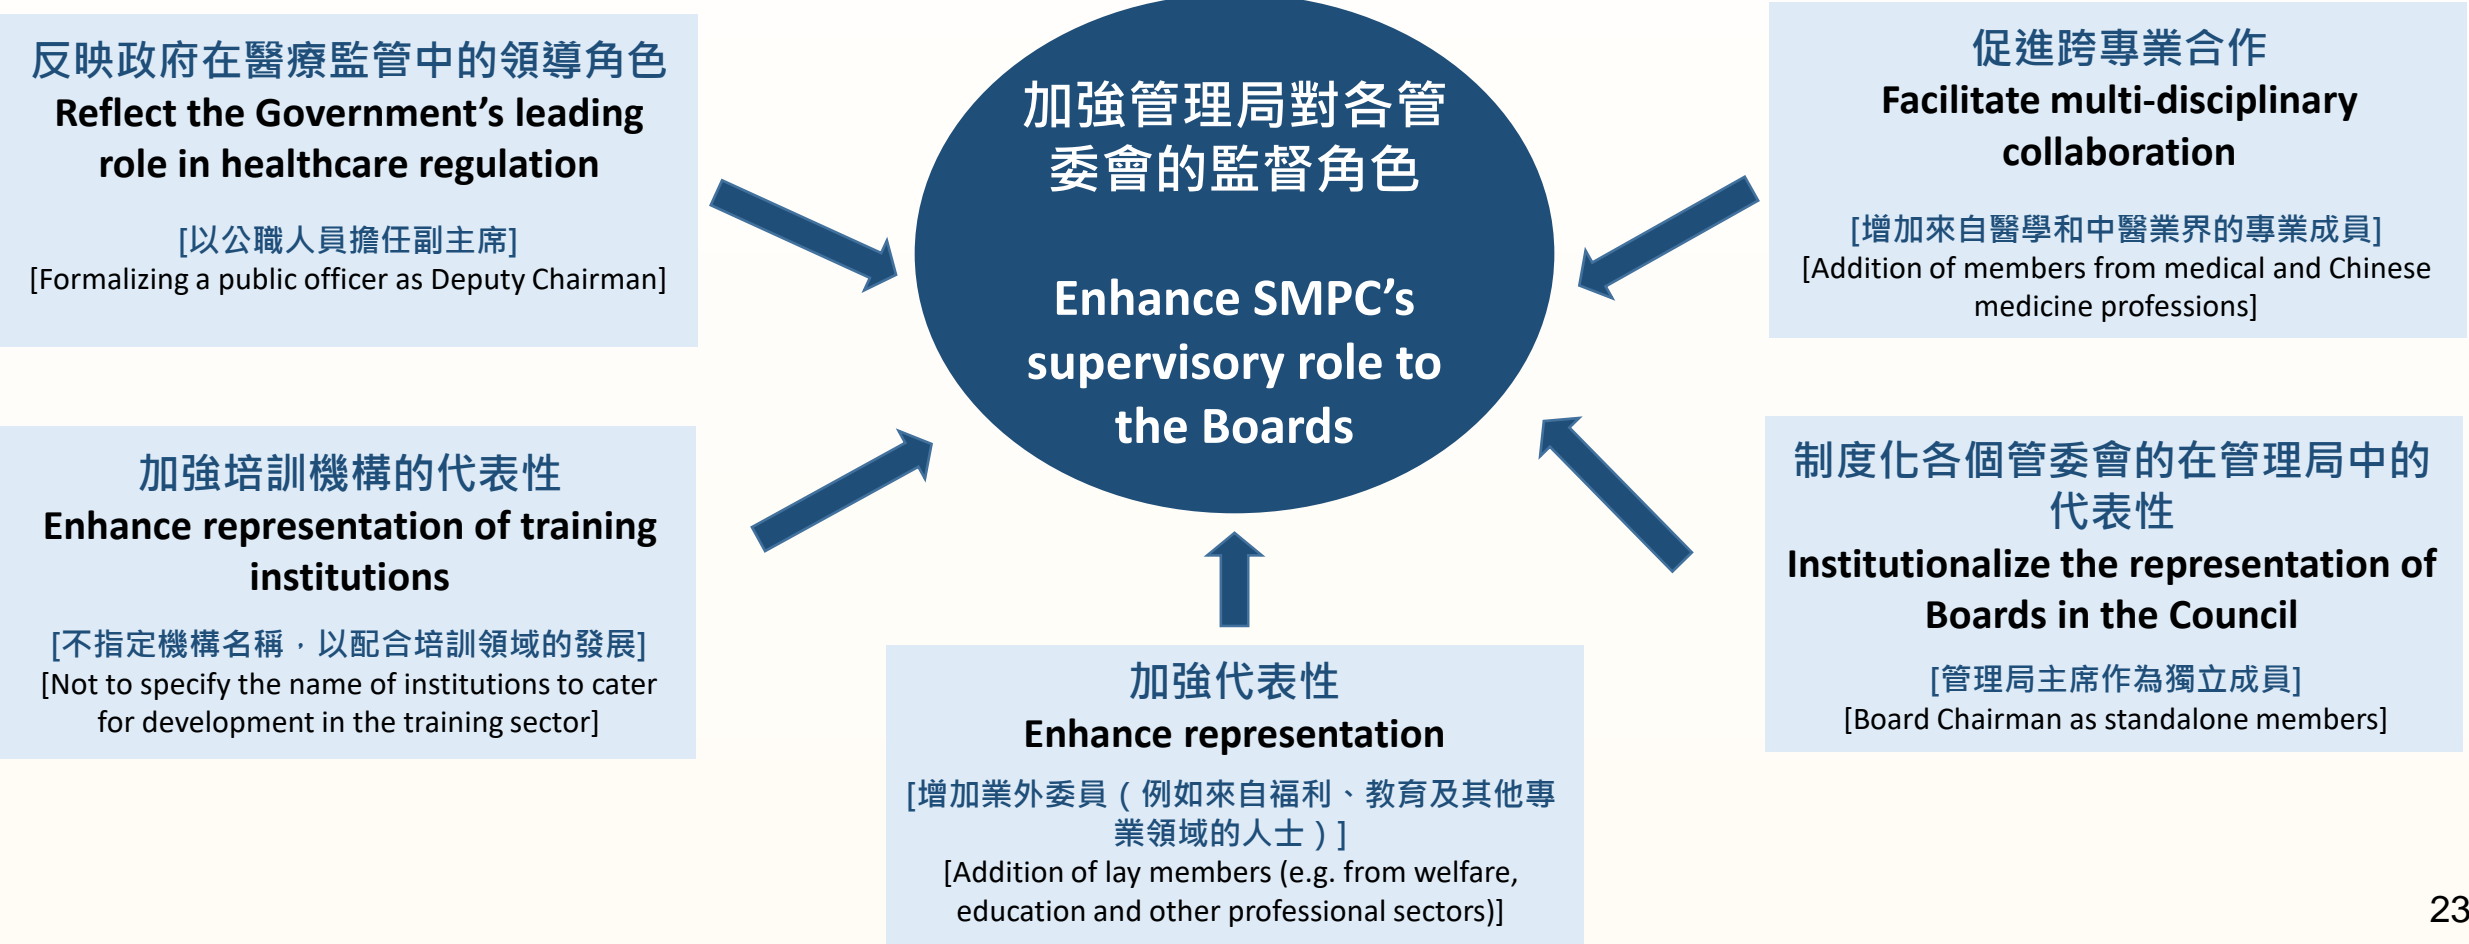 反映政府在醫療監管中的領導角色
Reflect the Government’s leading
role in healthcare regulation
[以公職人員擔任副主席]
[Formalizing a public officer as Deputy Chairman]
加強培訓機構的代表性
Enhance representation of training
institutions
[不指定機構名稱，以配合培訓領域的發展]
[Not to specify the name of institutions to cater
for development in the training sector]
加強管理局對各管
委會的監督角色
Enhance SMPC’s
supervisory role to
the Boards
加強代表性
Enhance representation
[增加業外委員（例如來自福利、教育及其他專
業領域的人士）]
[Addition of lay members (e.g. from welfare,
education and other professional sectors)]
促進跨專業合作
Facilitate multi-disciplinary
collaboration
[增加來自醫學和中醫業界的專業成員]
[Addition of members from medical and Chinese
medicine professions]
制度化各個管委會的在管理局中的
代表性
Institutionalize the representation of
Boards in the Council
[管理局主席作為獨立成員]
[Board Chairman as standalone members]
23